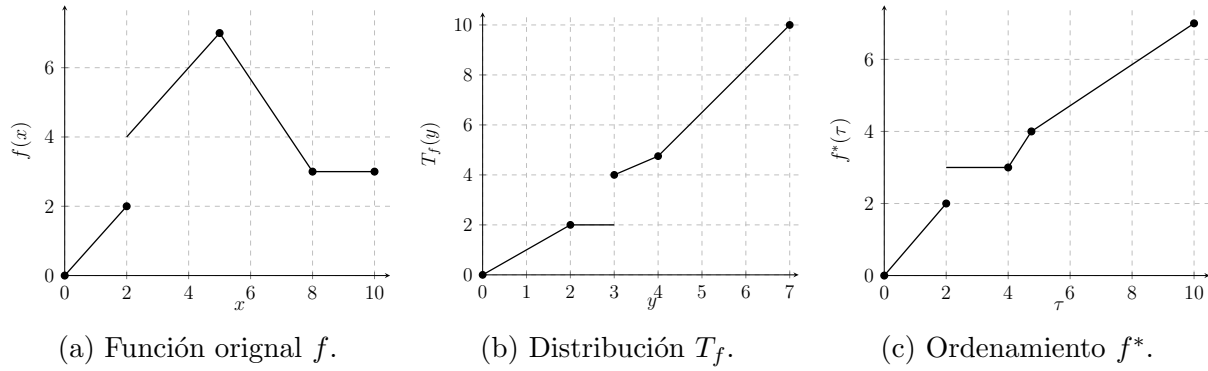 f(x)
6
4
2
0
0 2 4 6 8 10
x
(a) Función orignal f.
T_f(y)
10
8
6
4
2
0
0 1 2 3 4 5 6 7
y
(b) Distribución T_f.
f*(τ)
6
4
2
0
0 2 4 6 8 10
τ
(c) Ordenamiento f*.